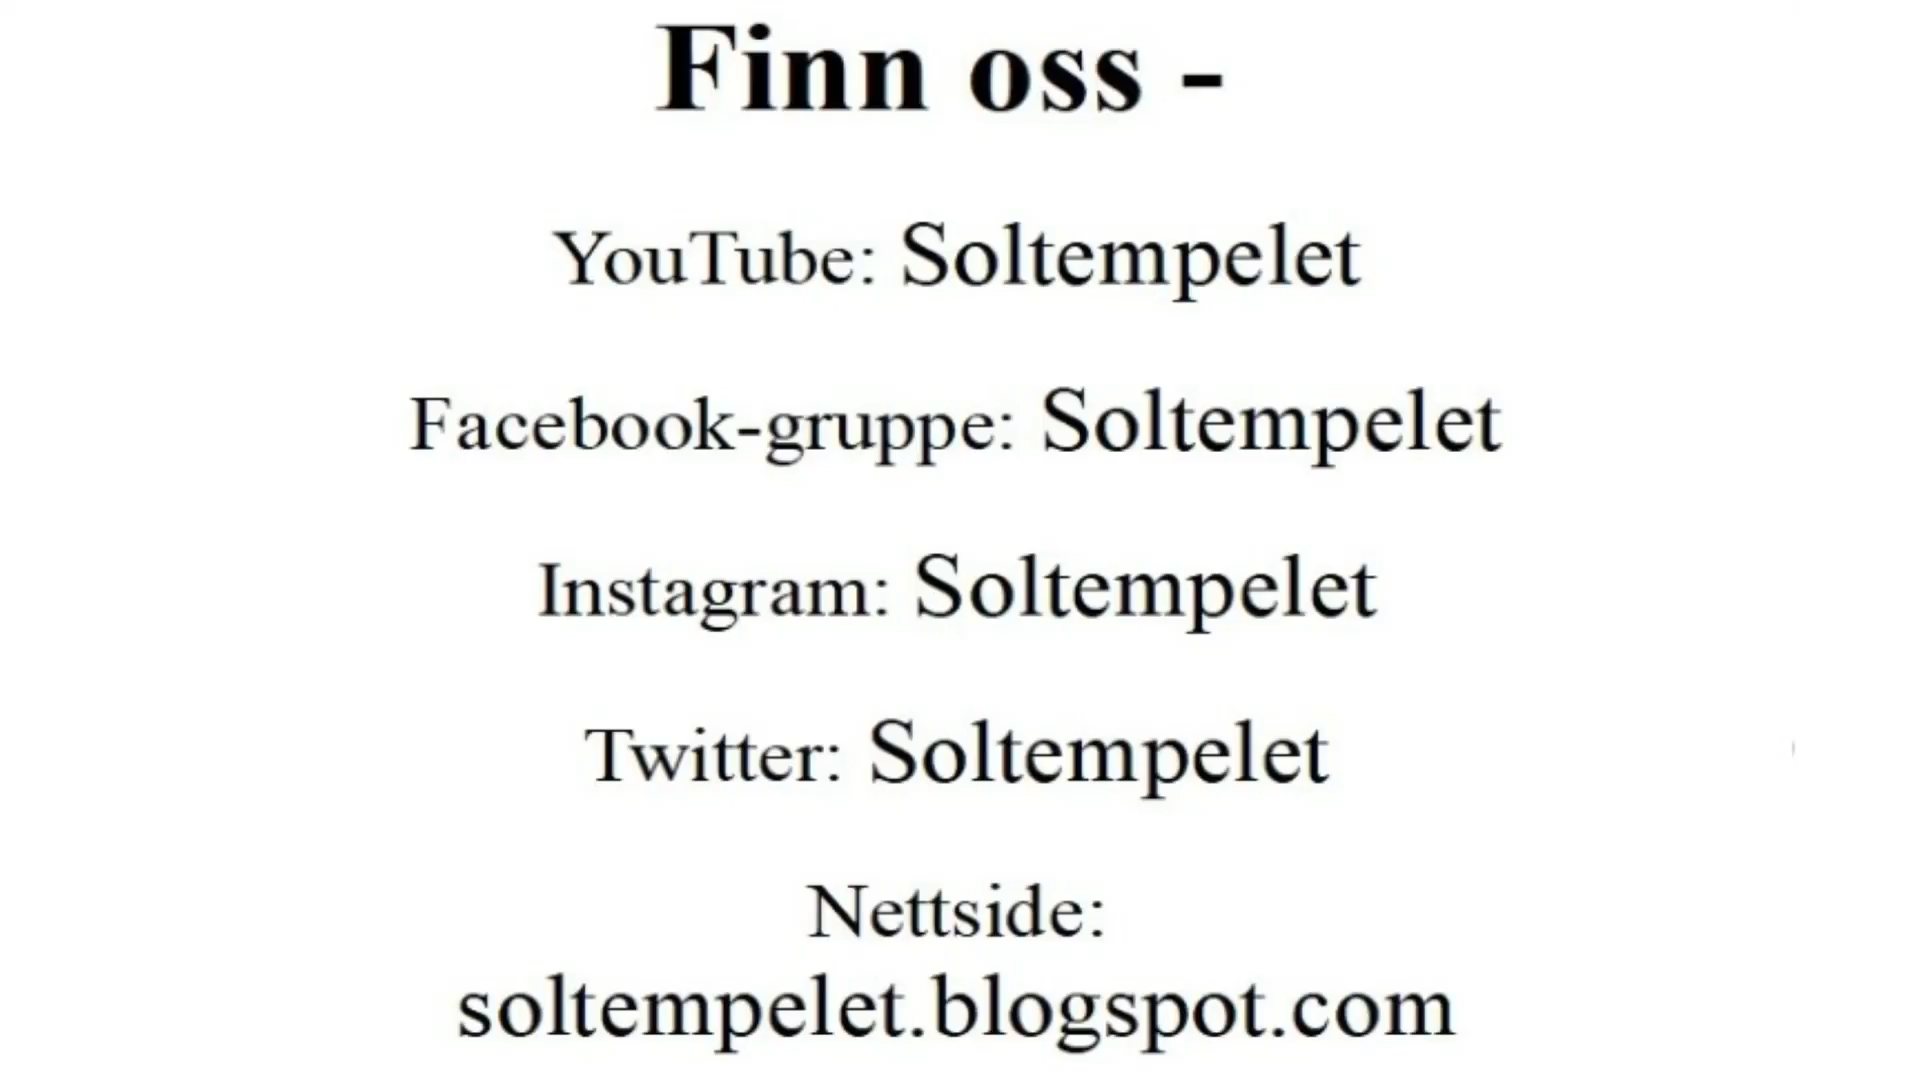 Finn oss -
YouTube: Soltempelet
Facebook-gruppe: Soltempelet
Instagram: Soltempelet
Twitter: Soltempelet
Nettside:
soltempelet.blogspot.com